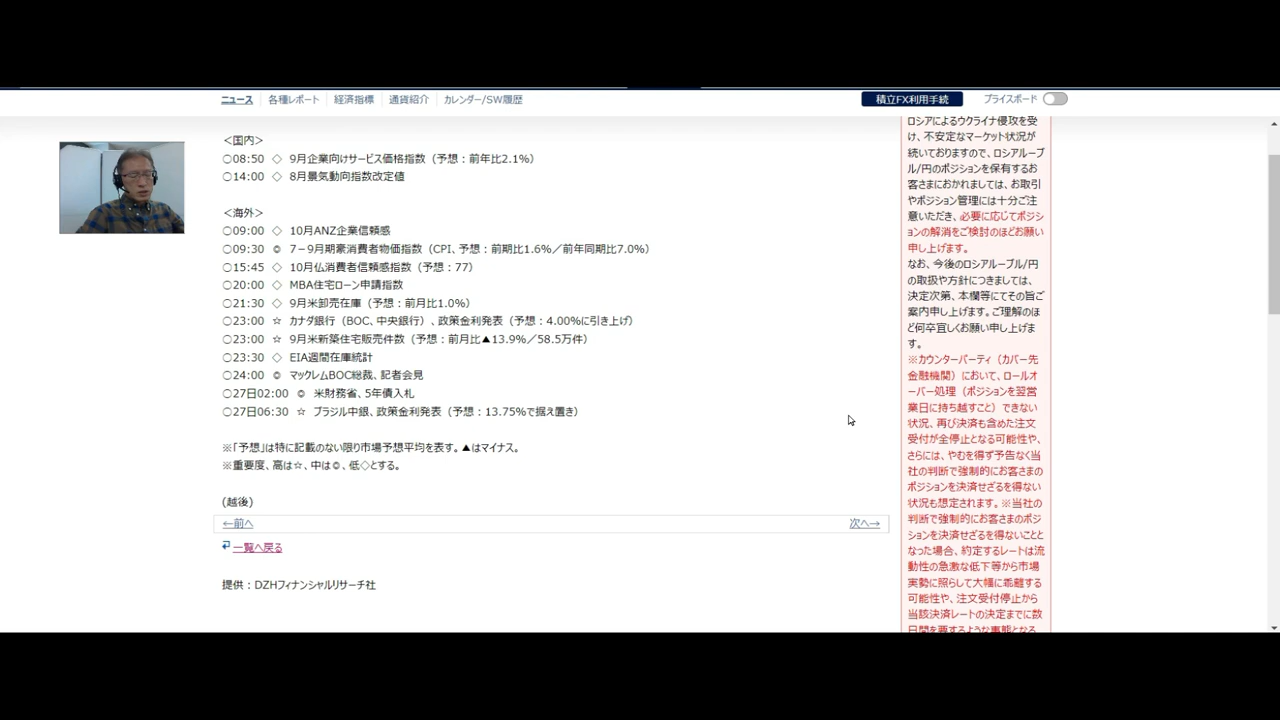 ニュース 各種レポート 経済指標 通貨紹介 カレンダー/SW履歴 積立FX利用手続 プライスボード
<国内>
○08:50 ◇ 9月企業向けサービス価格指数（予想：前年比2.1%）
○14:00 ◇ 8月景気動向指数改定値
<海外>
○09:00 ◇ 10月ANZ企業信頼感
○09:30 ◎ 7－9月期豪消費者物価指数（CPI、予想：前期比1.6%／前年同期比7.0%）
○15:45 ◇ 10月仏消費者信頼感指数（予想：77）
○20:00 ◇ MBA住宅ローン申請指数
○21:30 ◇ 9月米卸売在庫（予想：前月比1.0%）
○23:00 ☆ カナダ銀行（BOC、中央銀行）、政策金利発表（予想：4.00%に引き上げ）
○23:00 ☆ 9月米新築住宅販売件数（予想：前月比▲13.9%／58.5万件）
○23:30 ◇ EIA週間在庫統計
○24:00 ◎ マックレムBOC総裁、記者会見
○27日02:00 ◎ 米財務省、5年債入札
○27日06:30 ☆ ブラジル中銀、政策金利発表（予想：13.75%で据え置き）
※「予想」は特に記載のない限り市場予想平均を表す。▲はマイナス。
※重要度、高は☆、中は◎、低◇とする。
(越後)
←前へ 次へ→
一覧へ戻る
提供：DZHフィナンシャルリサーチ社
ロシアによるウクライナ侵攻を受
け、不安定なマーケット状況が
続いておりますので、ロシアルーブ
ル/円のポジションを保有するお
客さまにおかれましては、お取引
やポジション管理には十分ご注
意いただき、必要に応じてポジシ
ョンの解消をご検討のほどお願い
申し上げます。
なお、今後のロシアルーブル/円
の取扱や方針につきましては、
決定次第、本欄等にてその旨ご
案内申し上げます。ご理解のほ
ど何卒宜しくお願い申し上げま
す。
※カウンターパーティ（カバー先
金融機関）において、ロールオ
ーバー処理（ポジションを翌営
業日に持ち越すこと）できない
状況、再び決済も含めた注文
受付が全停止となる可能性や、
さらには、やむを得ず予告なく当
社の判断で強制的にお客さまの
ポジションを決済せざるを得ない
状況も想定されます。※当社の
判断で強制的にお客さまのポジ
ションを決済せざるを得ないことと
なった場合、約定するレートは流
動性の急激な低下等から市場
実勢に照らして大幅に乖離する
可能性や、注文受付停止から
当該決済レートの決定までに数
日間を要するような事態となる